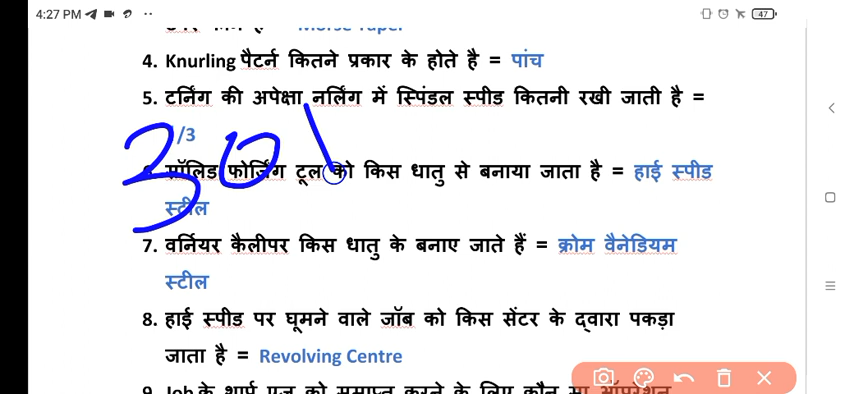 4:27 PM
47
4. Knurling पैटर्न कितने प्रकार के होते है = पांच
5. टर्निंग की अपेक्षा नर्लिंग में स्पिंडल स्पीड कितनी रखी जाती है =
/3
30
सॉलिड फोर्जिंग टूल को किस धातु से बनाया जाता है = हाई स्पीड
स्टील
7. वर्नियर कैलीपर किस धातु के बनाए जाते हैं = क्रोम वैनेडियम
स्टील
8. हाई स्पीड पर घूमने वाले जॉब को किस सेंटर के द्वारा पकड़ा
जाता है = Revolving Centre